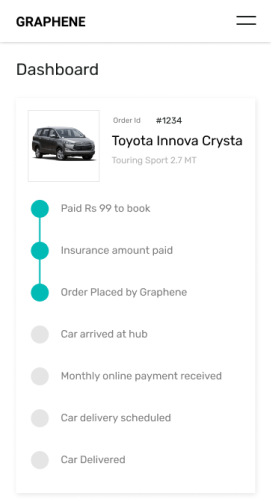 GRAPHENE
Dashboard
Order Id #1234
Toyota Innova Crysta
Touring Sport 2.7 MT
Paid Rs 99 to book
Insurance amount paid
Order Placed by Graphene
Car arrived at hub
Monthly online payment received
Car delivery scheduled
Car Delivered